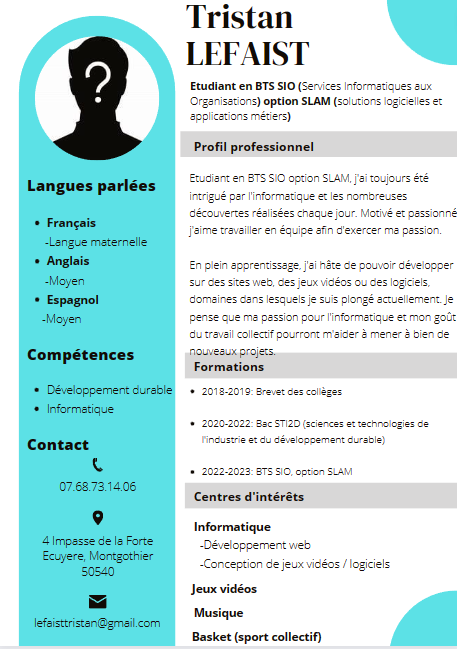 Tristan
LEFAIST
Etudiant en BTS SIO (Services Informatiques aux
Organisations) option SLAM (solutions logicielles et
applications métiers)
?
Langues parlées
• Français
-Langue maternelle
• Anglais
-Moyen
• Espagnol
-Moyen
Compétences
• Développement durable
• Informatique
Contact
07.68.73.14.06
4 Impasse de la Forte
Ecuyere, Montgothier
50540
lefaisttristan@gmail.com
Profil professionnel
Etudiant en BTS SIO option SLAM, j'ai toujours été
intrigué par l'informatique et les nombreuses
découvertes réalisées chaque jour. Motivé et passionné
j'aime travailler en équipe afin d'exercer ma passion.
En plein apprentissage, j'ai hâte de pouvoir développer
sur des sites web, des jeux vidéos ou des logiciels,
domaines dans lesquels je suis plongé actuellement. Je
pense que ma passion pour l'informatique et mon goût
du travail collectif pourront m'aider à mener à bien de
nouveaux projets.
Formations
• 2018-2019: Brevet des collèges
• 2020-2022: Bac STI2D (sciences et technologies de
l'industrie et du développement durable)
• 2022-2023: BTS SIO, option SLAM
Centres d'intérêts
Informatique
-Développement web
-Conception de jeux vidéos / logiciels
Jeux vidéos
Musique
Basket (sport collectif)